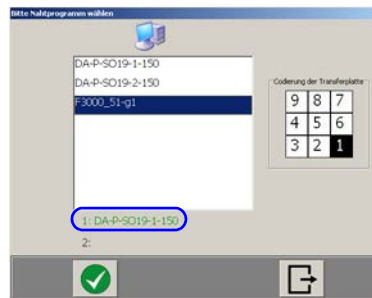 Bitte Nahtprogramm wählen
DA-P-SO19-1-150
DA-P-SO19-2-150
F3000_51-g1
Codierung der Transferplatte
9 8 7
4 5 6
3 2 1
1: DA-P-SO19-1-150
2: